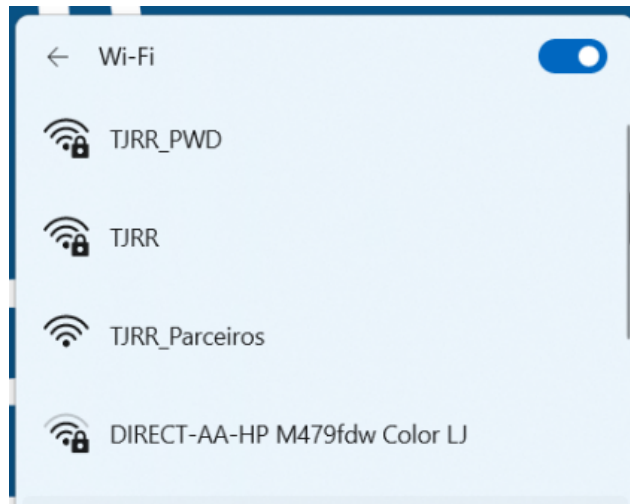 Wi-Fi
TJRR_PWD
TJRR
TJRR_Parceiros
DIRECT-AA-HP M479fdw Color LJ